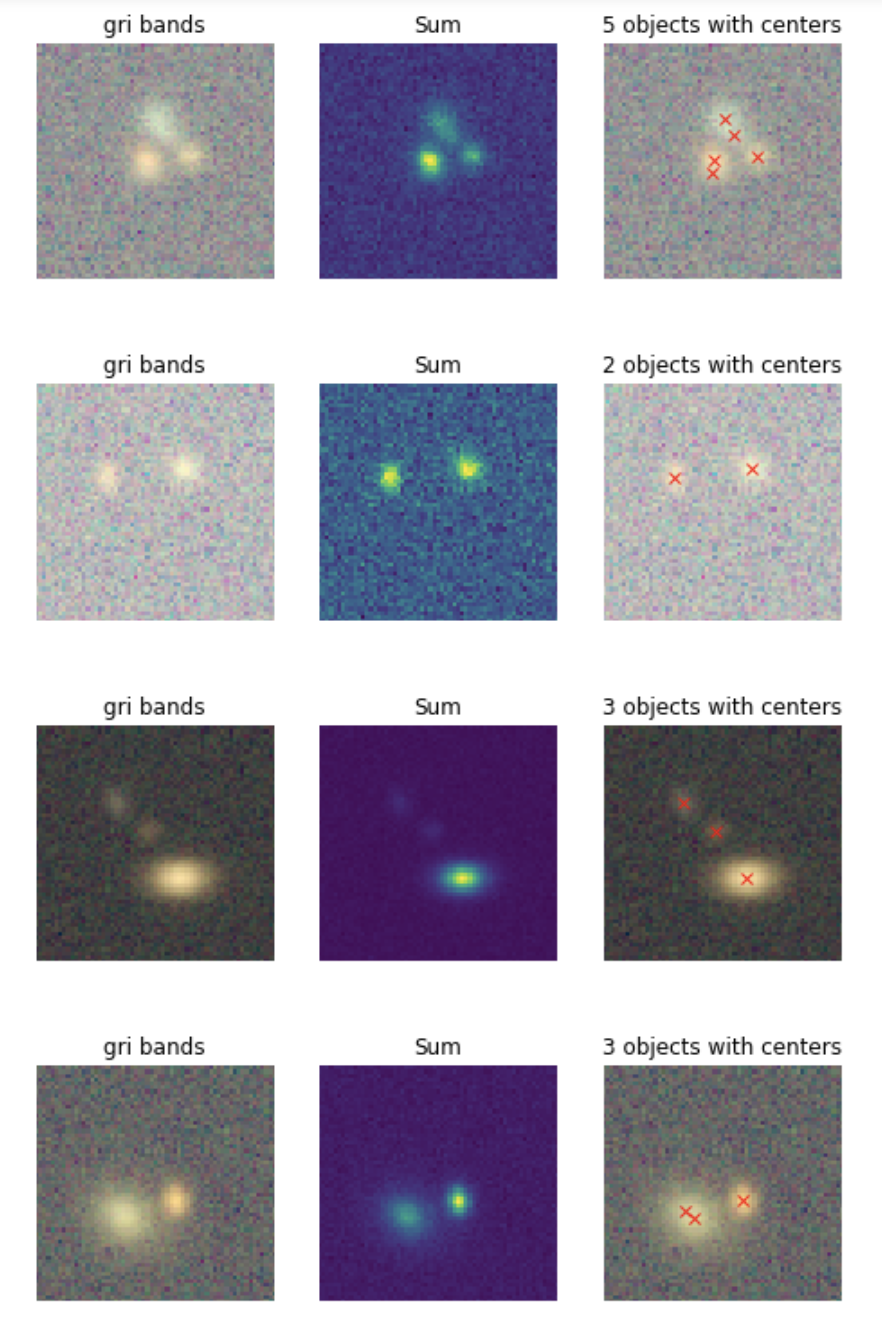 gri bands
Sum
5 objects with centers
gri bands
Sum
2 objects with centers
gri bands
Sum
3 objects with centers
gri bands
Sum
3 objects with centers